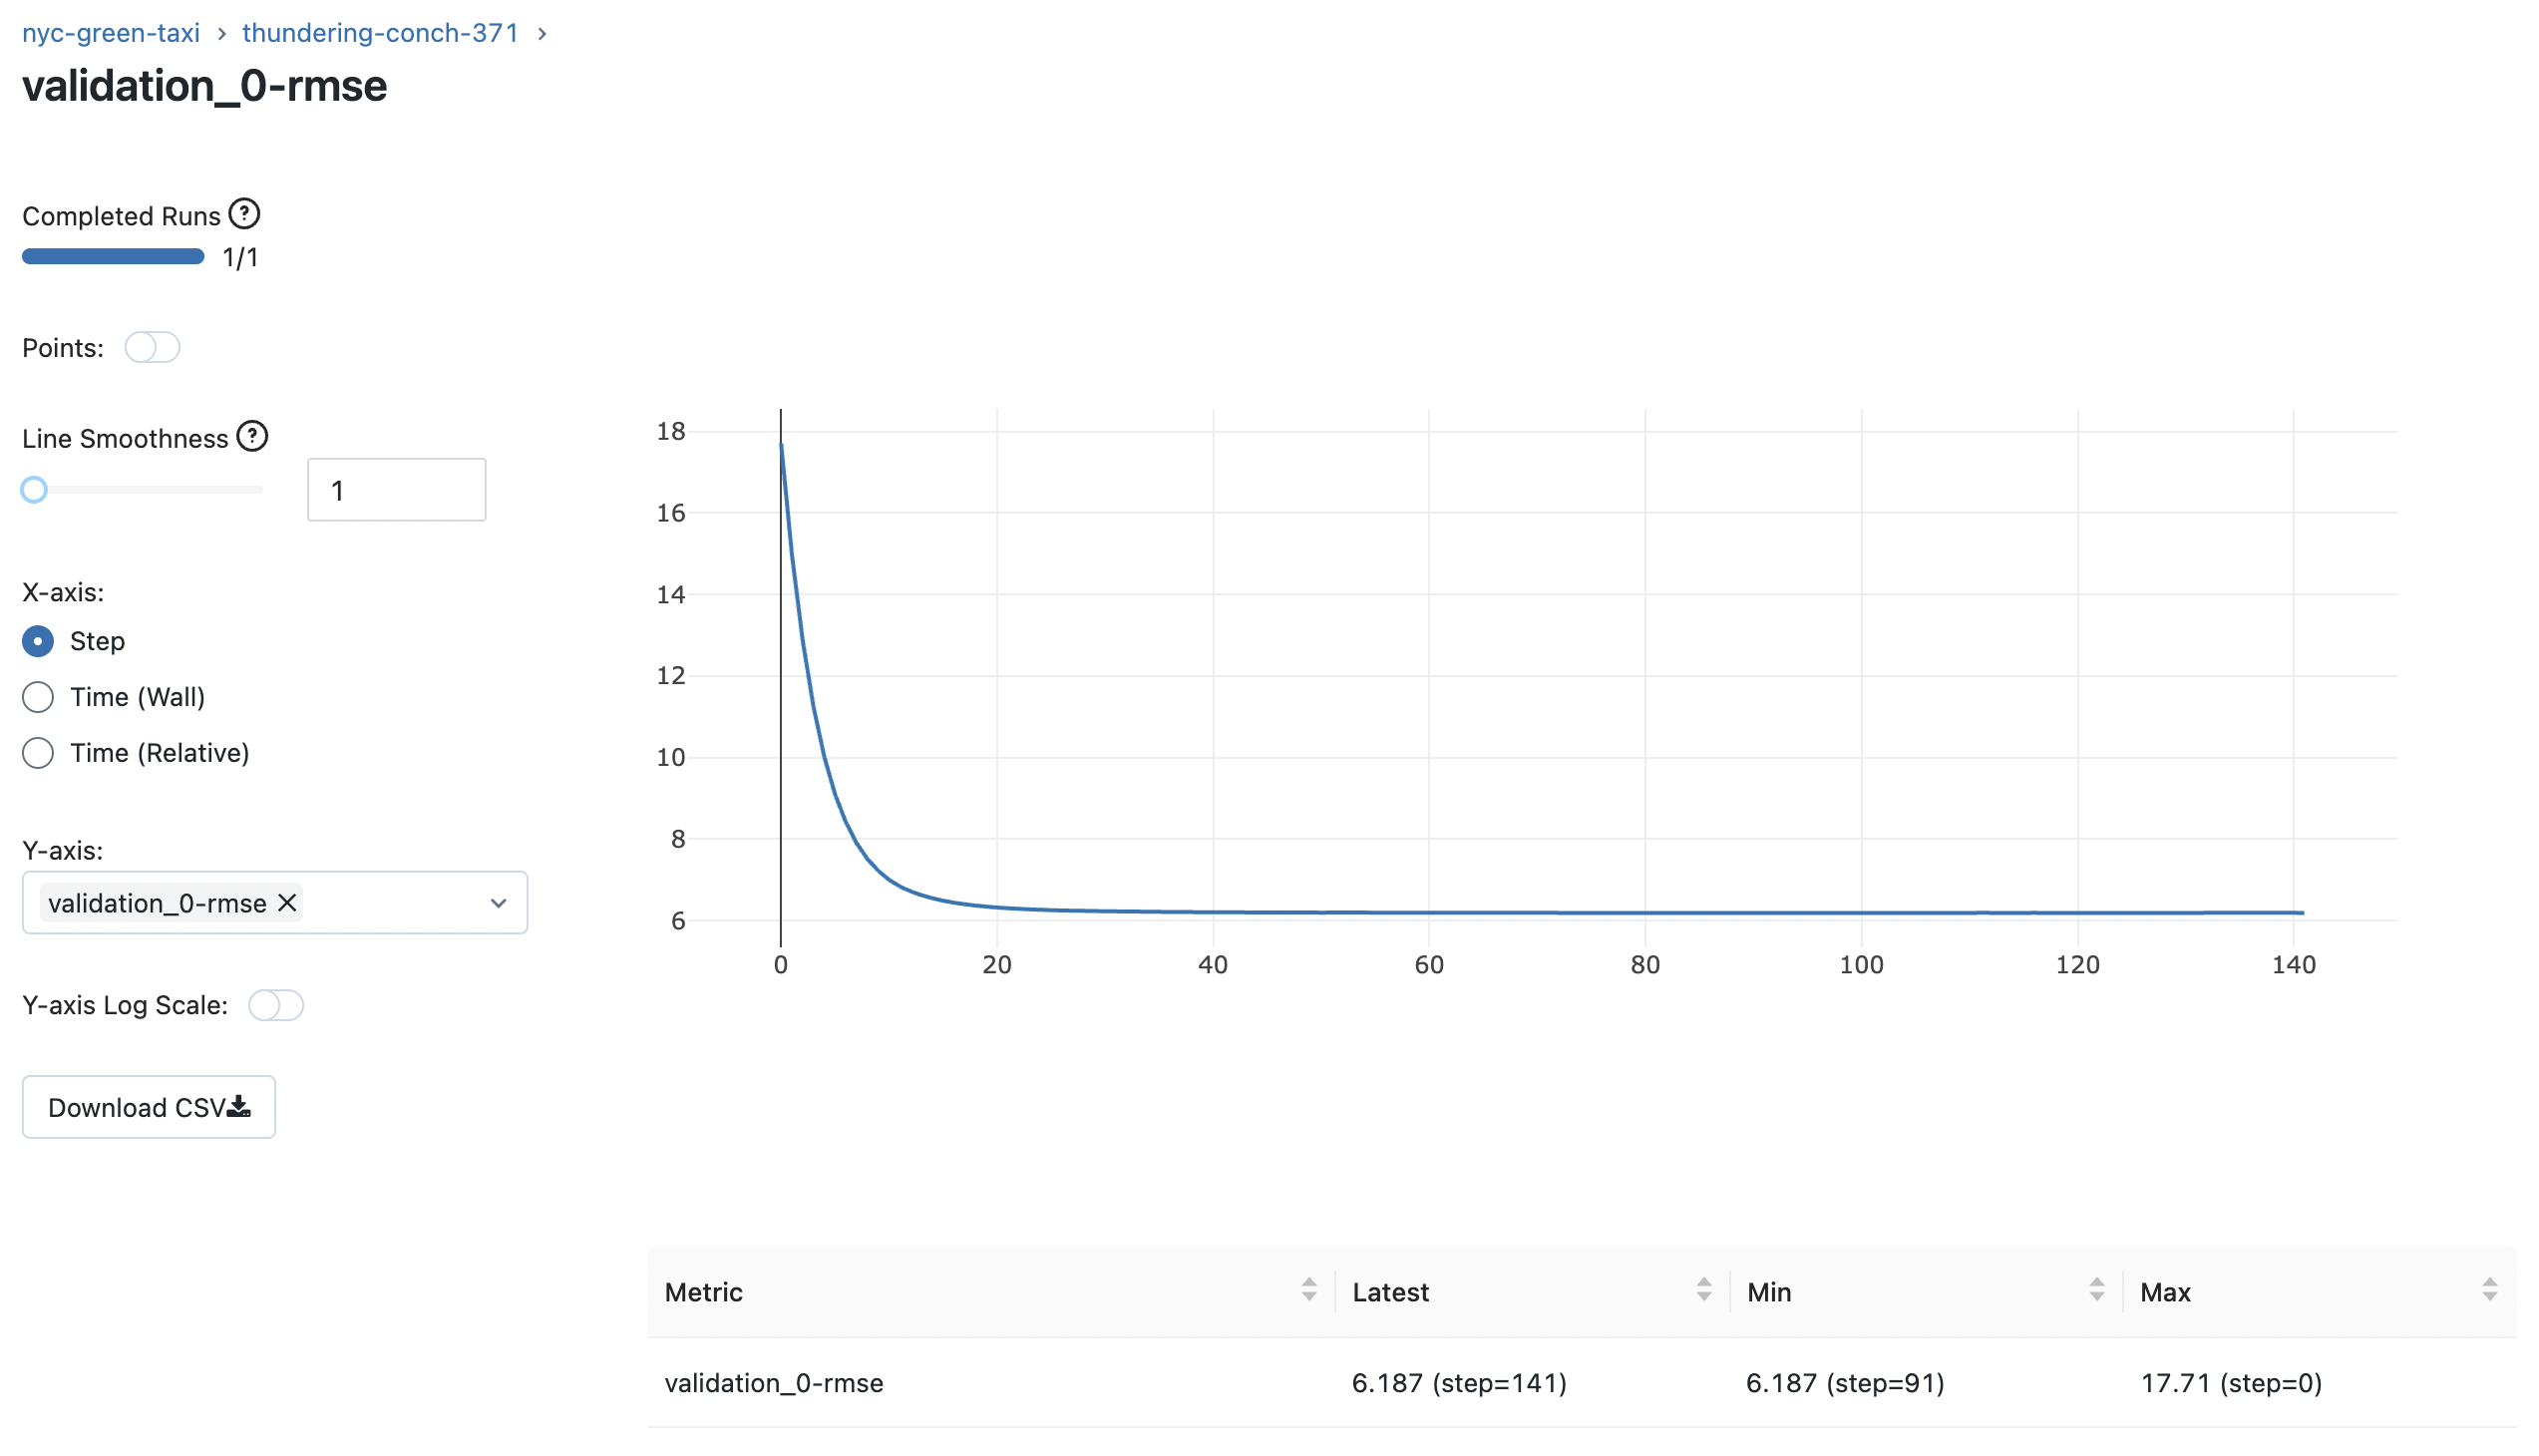 nyc-green-taxi > thundering-conch-371 >
validation_0-rmse
Completed Runs ?
1/1
Points:
Line Smoothness ?
1
X-axis:
Step
Time (Wall)
Time (Relative)
Y-axis:
validation_0-rmse
Y-axis Log Scale:
Download CSV
18
16
14
12
10
8
6
0 20 40 60 80 100 120 140
Metric Latest Min Max
validation_0-rmse 6.187 (step=141) 6.187 (step=91) 17.71 (step=0)